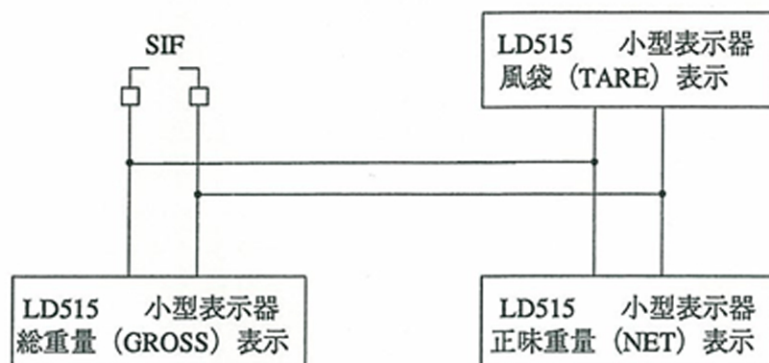 SIF
LD515 小型表示器
風袋（TARE）表示
LD515 小型表示器
総重量（GROSS）表示
LD515 小型表示器
正味重量（NET）表示